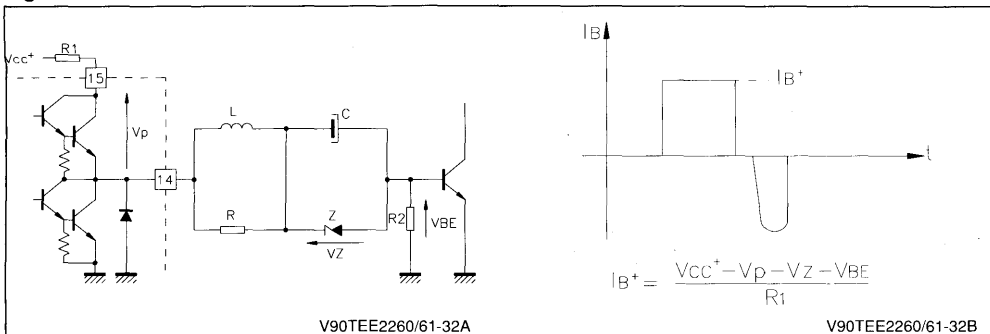 Vcc+
R1
15
Vp
L
C
14
R
Z
R2
VBE
VZ
V90TEE2260/61-32A
IB
IB+
t
IB+ = VCC+ - Vp - VZ - VBE
R1
V90TEE2260/61-32B